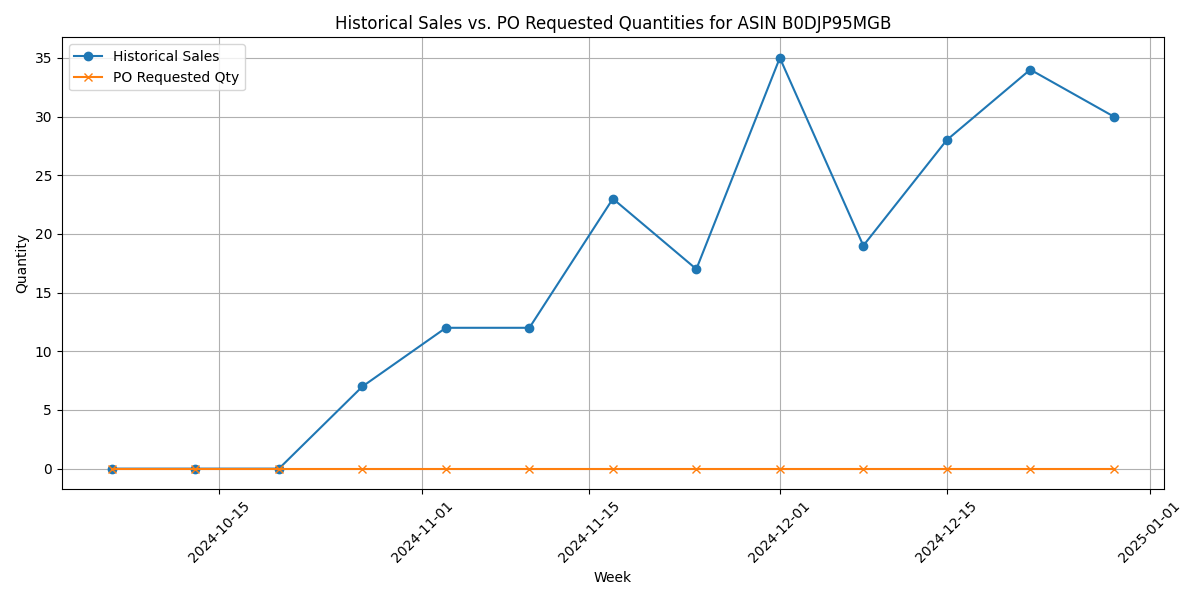 Historical Sales vs. PO Requested Quantities for ASIN B0DJP95MGB
Historical Sales
PO Requested Qty
35
30
25
20
15
10
5
0
Quantity
2024-10-15
2024-11-01
2024-11-15
2024-12-01
2024-12-15
2025-01-01
Week